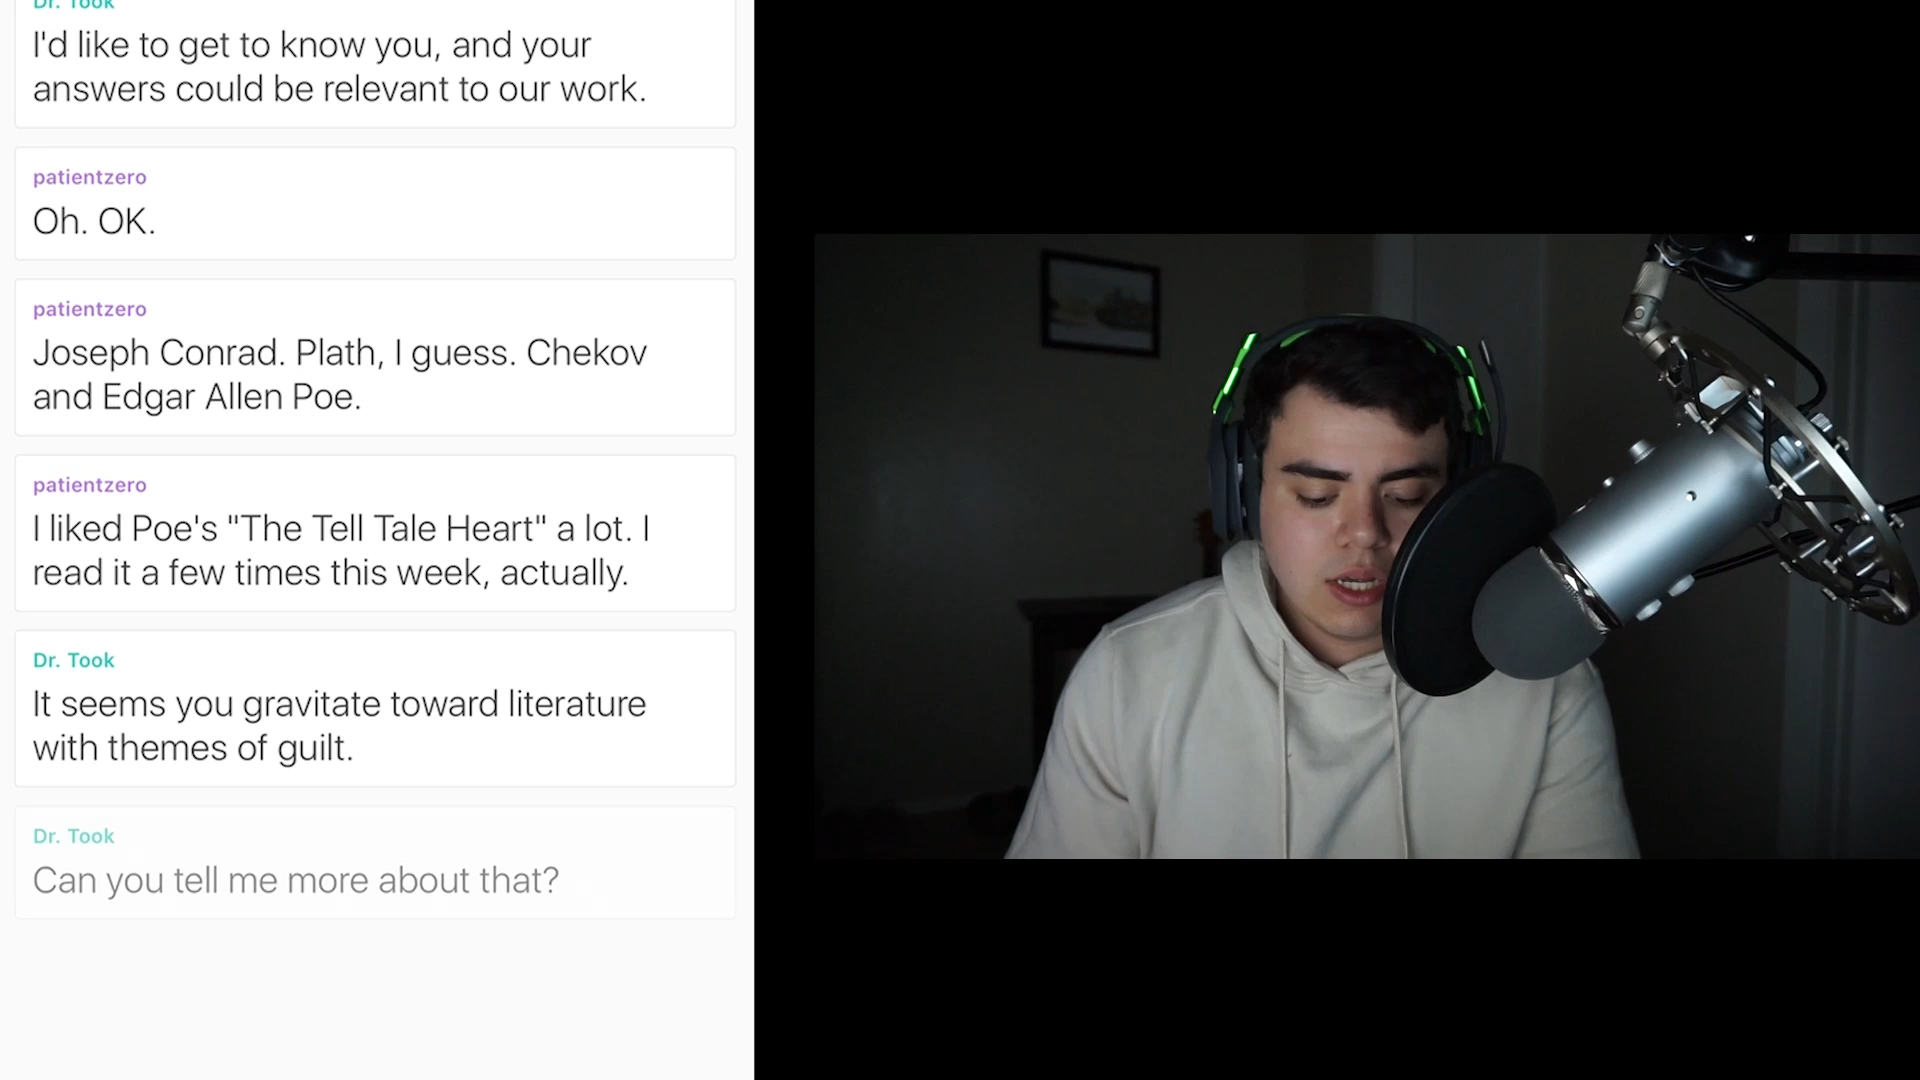 Dr. Took
I'd like to get to know you, and your
answers could be relevant to our work.
patientzero
Oh. OK.
patientzero
Joseph Conrad. Plath, I guess. Chekov
and Edgar Allen Poe.
patientzero
I liked Poe's "The Tell Tale Heart" a lot. I
read it a few times this week, actually.
Dr. Took
It seems you gravitate toward literature
with themes of guilt.
Dr. Took
Can you tell me more about that?